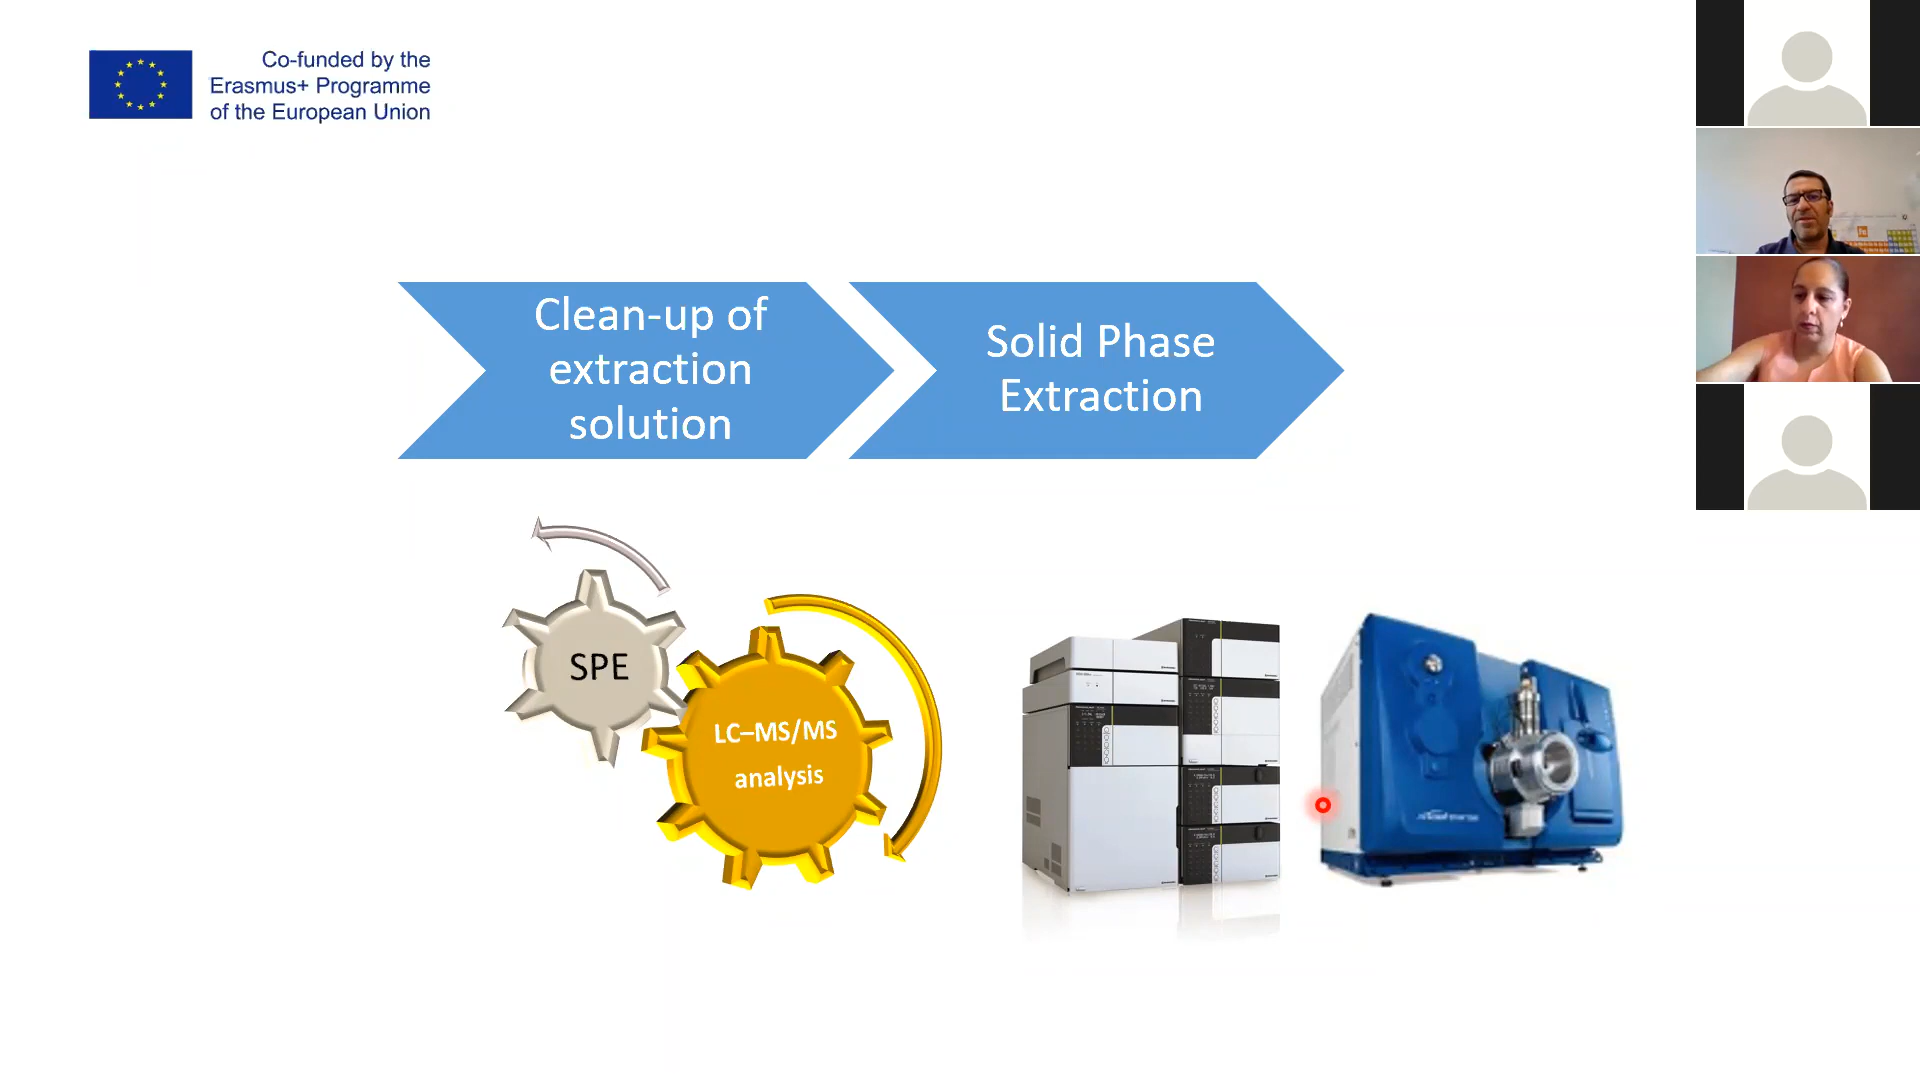 Co-funded by the
Erasmus+ Programme
of the European Union
Clean-up of
extraction
solution
Solid Phase
Extraction
SPE
LC–MS/MS
analysis